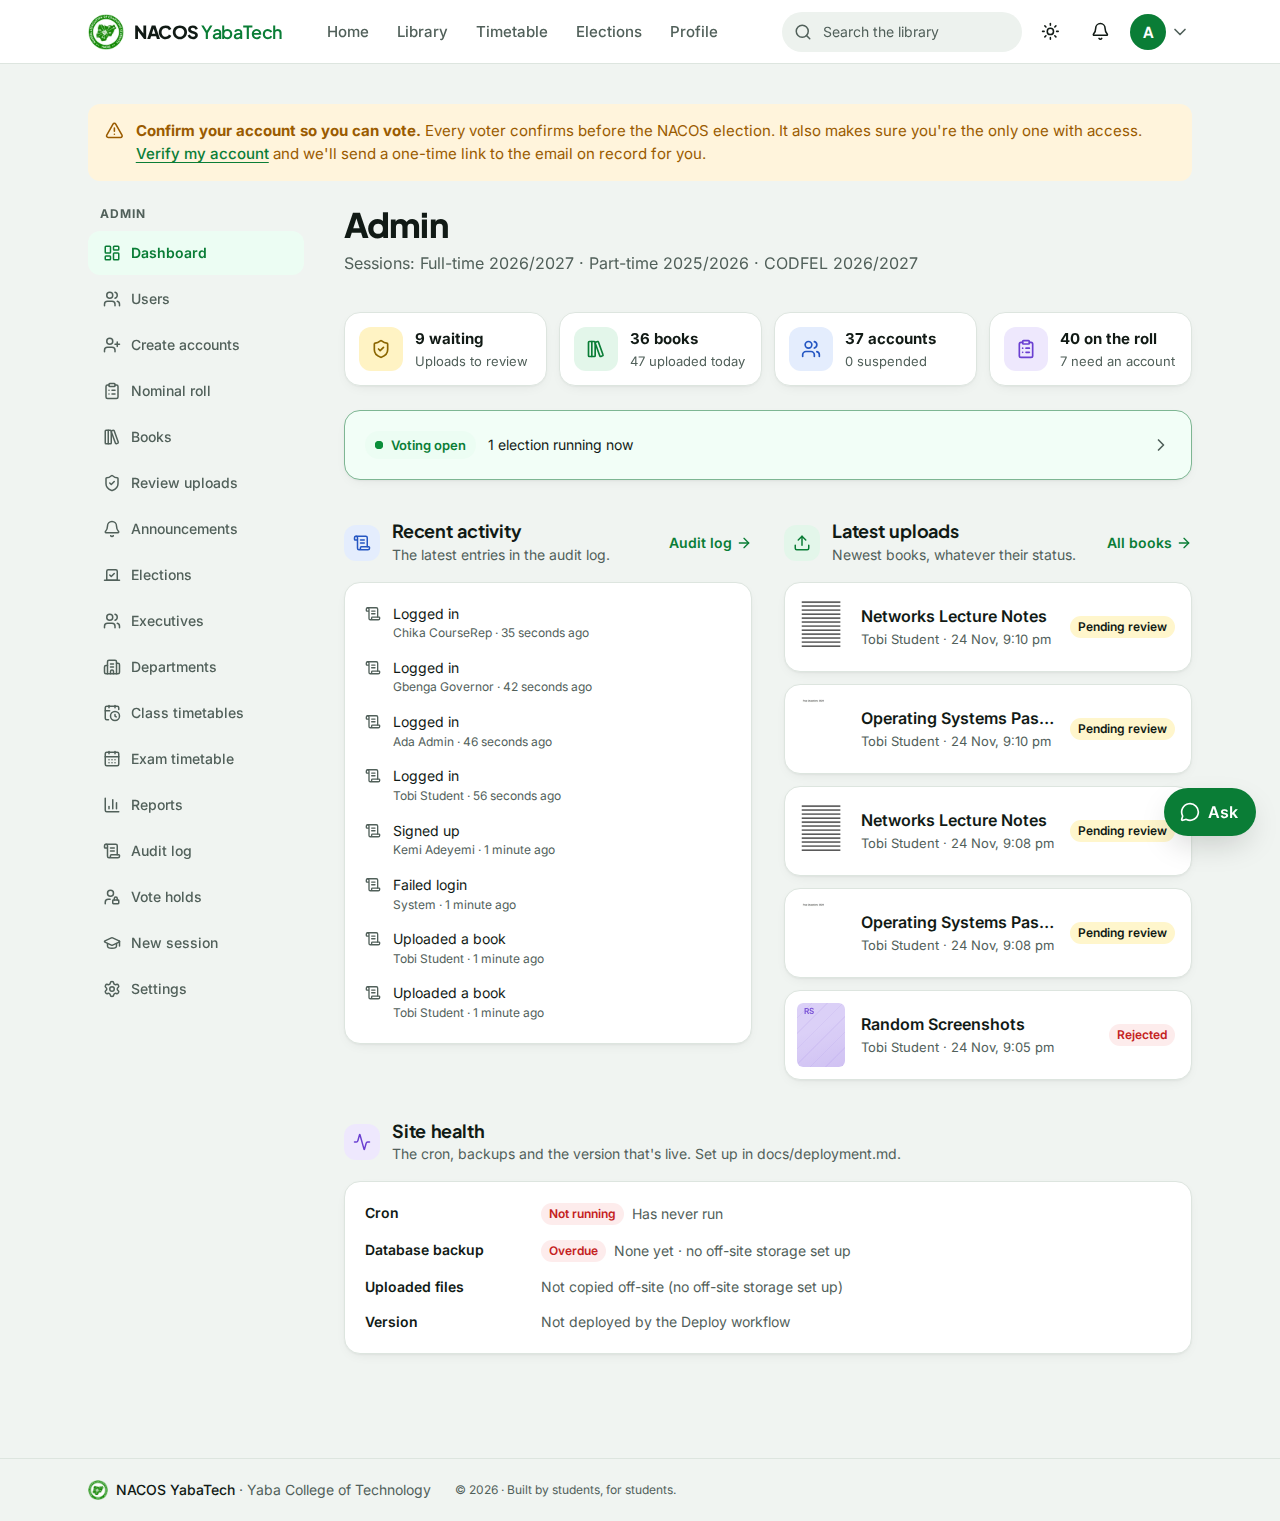 NACOS YabaTech
Home
Library
Timetable
Elections
Profile
Search the library
A
Confirm your account so you can vote. Every voter confirms before the NACOS election. It also makes sure you're the only one with access.
Verify my account and we'll send a one-time link to the email on record for you.
ADMIN
Dashboard
Users
Create accounts
Nominal roll
Books
Review uploads
Announcements
Elections
Executives
Departments
Class timetables
Exam timetable
Reports
Audit log
Vote holds
New session
Settings
Admin
Sessions: Full-time 2026/2027 · Part-time 2025/2026 · CODFEL 2026/2027
9 waiting
Uploads to review
36 books
47 uploaded today
37 accounts
0 suspended
40 on the roll
7 need an account
Voting open
1 election running now
Recent activity
The latest entries in the audit log.
Audit log
Logged in
Chika CourseRep · 35 seconds ago
Logged in
Gbenga Governor · 42 seconds ago
Logged in
Ada Admin · 46 seconds ago
Logged in
Tobi Student · 56 seconds ago
Signed up
Kemi Adeyemi · 1 minute ago
Failed login
System · 1 minute ago
Uploaded a book
Tobi Student · 1 minute ago
Uploaded a book
Tobi Student · 1 minute ago
Latest uploads
Newest books, whatever their status.
All books
Networks Lecture Notes
Tobi Student · 24 Nov, 9:10 pm
Pending review
Operating Systems Pas...
Tobi Student · 24 Nov, 9:10 pm
Pending review
Networks Lecture Notes
Tobi Student · 24 Nov, 9:08 pm
Pending review
Operating Systems Pas...
Tobi Student · 24 Nov, 9:08 pm
Pending review
RS
Random Screenshots
Tobi Student · 24 Nov, 9:05 pm
Rejected
Ask
Site health
The cron, backups and the version that's live. Set up in docs/deployment.md.
Cron
Not running
Has never run
Database backup
Overdue
None yet · no off-site storage set up
Uploaded files
Not copied off-site (no off-site storage set up)
Version
Not deployed by the Deploy workflow
NACOS YabaTech · Yaba College of Technology
© 2026 · Built by students, for students.